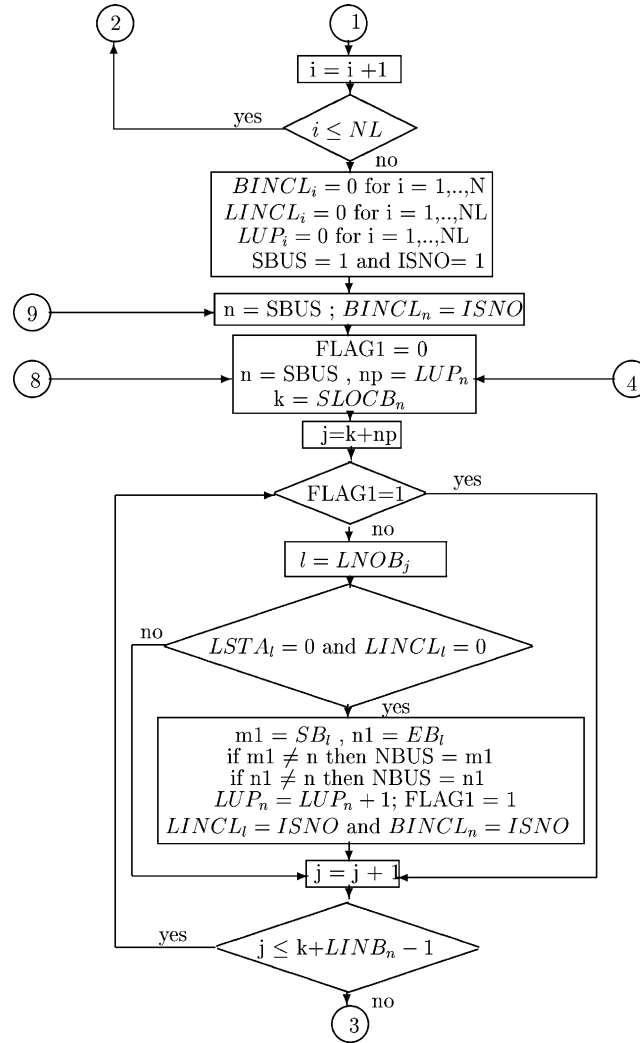 2
1
i = i +1
yes
i ≤ NL
no
BINCL_i = 0 for i = 1,..,N
LINCL_i = 0 for i = 1,..,NL
LUP_i = 0 for i = 1,..,NL
SBUS = 1 and ISNO= 1
9
n = SBUS ; BINCL_n = ISNO
FLAG1 = 0
8
n = SBUS , np = LUP_n
4
k = SLOCB_n
j=k+np
FLAG1=1
yes
no
l = LNOB_j
no
LSTA_l = 0 and LINCL_l = 0
yes
m1 = SB_l , n1 = EB_l
if m1 ≠ n then NBUS = m1
if n1 ≠ n then NBUS = n1
LUP_n = LUP_n + 1; FLAG1 = 1
LINCL_l = ISNO and BINCL_n = ISNO
j = j + 1
yes
j ≤ k+LINB_n − 1
no
3